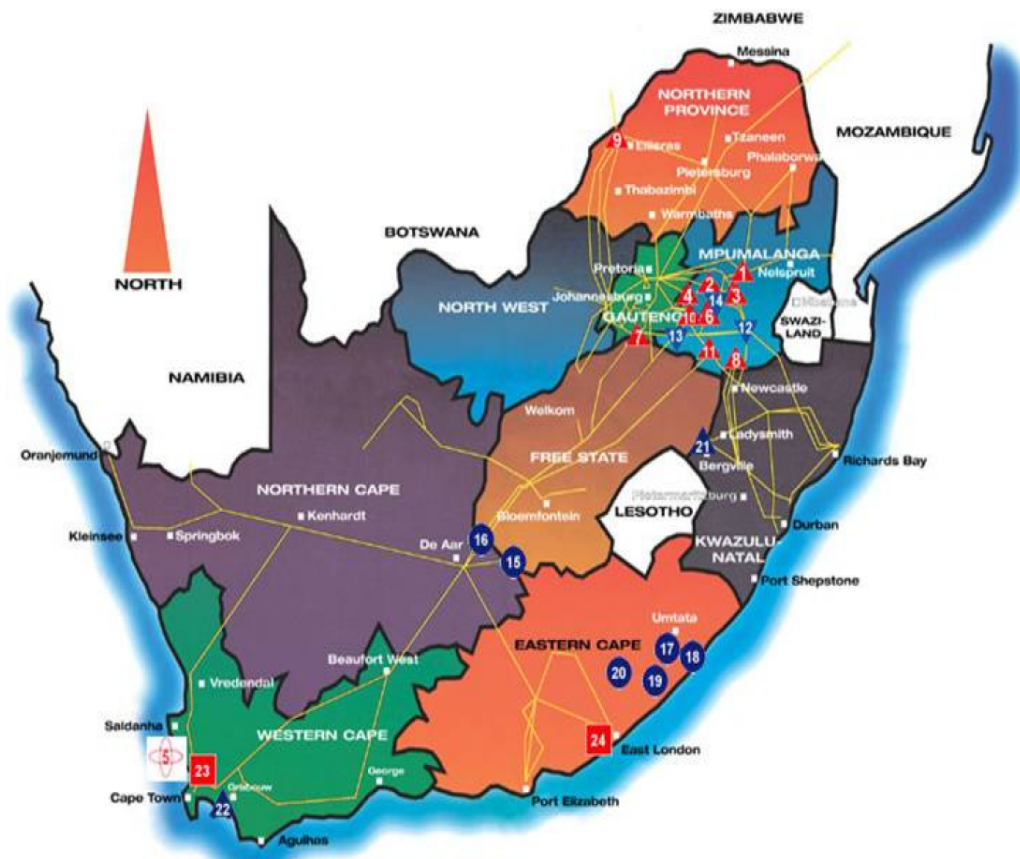 ZIMBABWE
Messina
NORTHERN
PROVINCE
MOZAMBIQUE
Tzaneen
9
Ellisras
Phalaborwa
Pietersburg
Thabazimbi
Warmbaths
BOTSWANA
MPUMALANGA
NORTH
Pretoria
1
Nelspruit
2
4
14
3
Johannesburg
NORTH WEST
10
6
GAUTENG
SWAZI-
LAND
13
12
7
11
8
NAMIBIA
Newcastle
Welkom
Ladysmith
21
Oranjemund
FREE STATE
Bergville
Richards Bay
NORTHERN CAPE
Pietermaritzburg
Kenhardt
Bloemfontein
LESOTHO
Durban
Kleinsee
Springbok
16
De Aar
KWAZULU-
NATAL
15
Port Shepstone
Umtata
EASTERN CAPE
17
18
Beaufort West
20
19
Vredendal
Saldanha
WESTERN CAPE
24
East London
5
23
George
Cape Town
Grabouw
22
Port Elizabeth
Agulhas